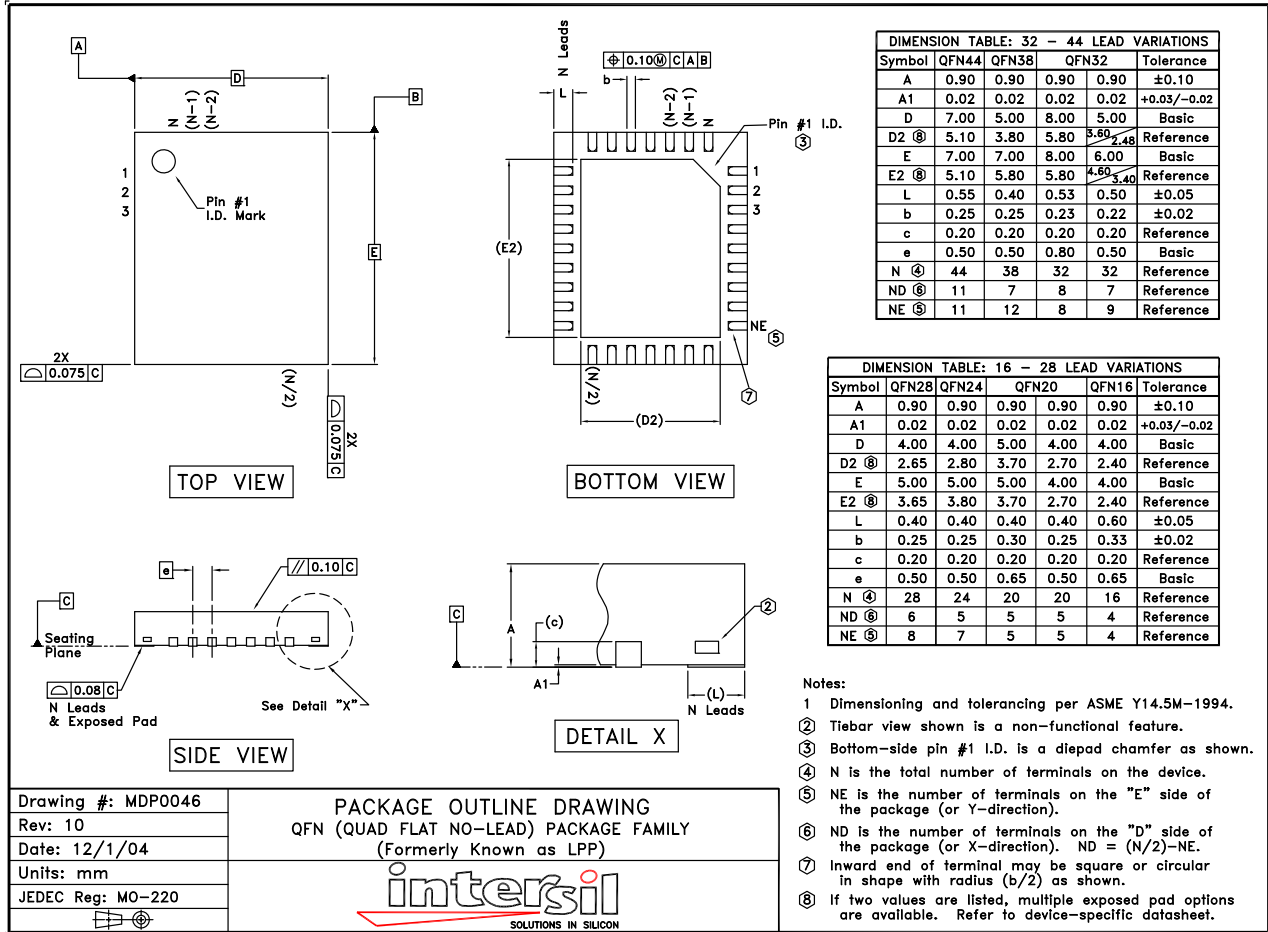 A
D
N
(N-1)
(N-2)
B
1
2
3
Pin #1
I.D. Mark
E
2X
0.075 C
(N/2)
2X
0.075 C
TOP VIEW
N Leads
L
b
0.10Ⓜ C A B
(N-2)
(N-1)
N
Pin #1 I.D.
3
1
2
3
(E2)
NE
5
(N/2)
7
(D2)
BOTTOM VIEW
e
// 0.10 C
C
Seating
Plane
0.08 C
N Leads
& Exposed Pad
See Detail "X"
SIDE VIEW
C
A
(c)
2
A1
(L)
N Leads
DETAIL X
DIMENSION TABLE: 32 – 44 LEAD VARIATIONS
Symbol QFN44 QFN38 QFN32 Tolerance
A 0.90 0.90 0.90 0.90 ±0.10
A1 0.02 0.02 0.02 0.02 +0.03/-0.02
D 7.00 5.00 8.00 5.00 Basic
D2 8 5.10 3.80 5.80 3.60/2.48 Reference
E 7.00 7.00 8.00 6.00 Basic
E2 8 5.10 5.80 5.80 4.60/3.40 Reference
L 0.55 0.40 0.53 0.50 ±0.05
b 0.25 0.25 0.23 0.22 ±0.02
c 0.20 0.20 0.20 0.20 Reference
e 0.50 0.50 0.80 0.50 Basic
N 4 44 38 32 32 Reference
ND 6 11 7 8 7 Reference
NE 5 11 12 8 9 Reference
DIMENSION TABLE: 16 – 28 LEAD VARIATIONS
Symbol QFN28 QFN24 QFN20 QFN16 Tolerance
A 0.90 0.90 0.90 0.90 0.90 ±0.10
A1 0.02 0.02 0.02 0.02 0.02 +0.03/-0.02
D 4.00 4.00 5.00 4.00 4.00 Basic
D2 8 2.65 2.80 3.70 2.70 2.40 Reference
E 5.00 5.00 5.00 4.00 4.00 Basic
E2 8 3.65 3.80 3.70 2.70 2.40 Reference
L 0.40 0.40 0.40 0.40 0.60 ±0.05
b 0.25 0.25 0.30 0.25 0.33 ±0.02
c 0.20 0.20 0.20 0.20 0.20 Reference
e 0.50 0.50 0.65 0.50 0.65 Basic
N 4 28 24 20 20 16 Reference
ND 6 6 5 5 5 4 Reference
NE 5 8 7 5 5 4 Reference
Notes:
1 Dimensioning and tolerancing per ASME Y14.5M–1994.
2 Tiebar view shown is a non–functional feature.
3 Bottom–side pin #1 I.D. is a diepad chamfer as shown.
4 N is the total number of terminals on the device.
5 NE is the number of terminals on the "E" side of
the package (or Y–direction).
6 ND is the number of terminals on the "D" side of
the package (or X–direction). ND = (N/2)–NE.
7 Inward end of terminal may be square or circular
in shape with radius (b/2) as shown.
8 If two values are listed, multiple exposed pad options
are available. Refer to device–specific datasheet.
Drawing #: MDP0046
Rev: 10
Date: 12/1/04
Units: mm
JEDEC Reg: MO–220
PACKAGE OUTLINE DRAWING
QFN (QUAD FLAT NO–LEAD) PACKAGE FAMILY
(Formerly Known as LPP)
intersil
SOLUTIONS IN SILICON